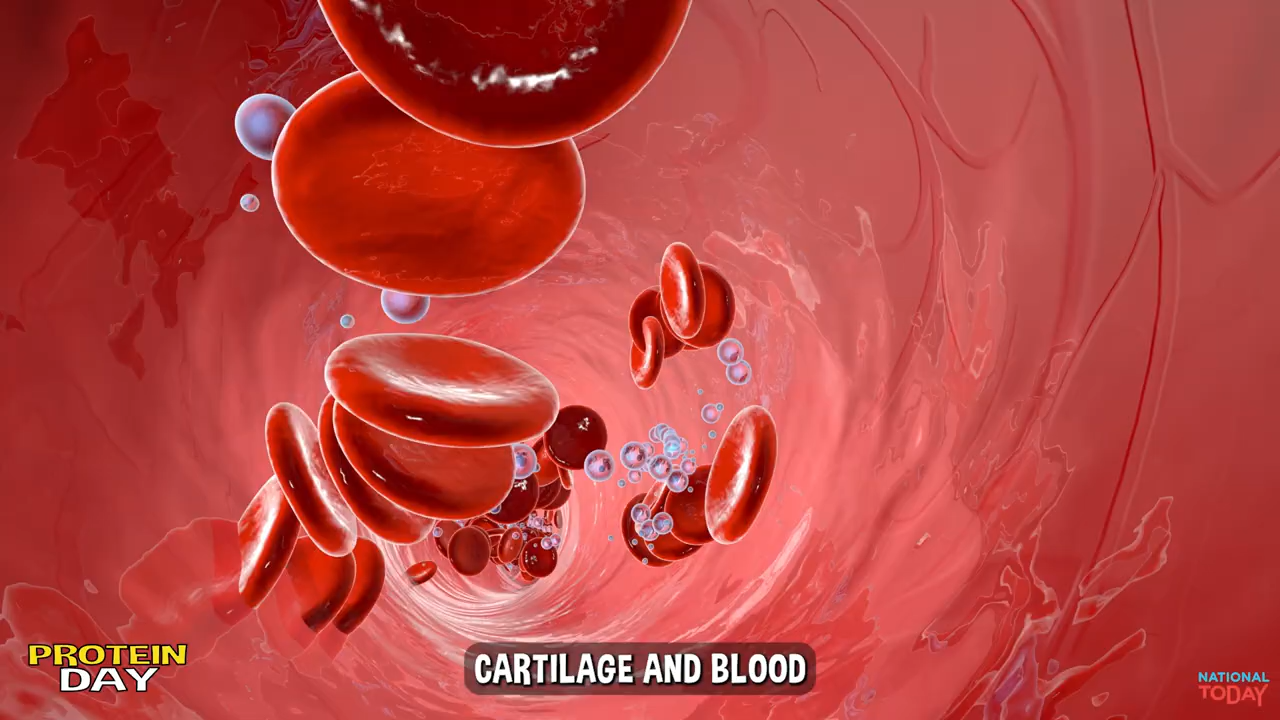 PROTEIN
DAY
CARTILAGE AND BLOOD
NATIONAL
TODAY